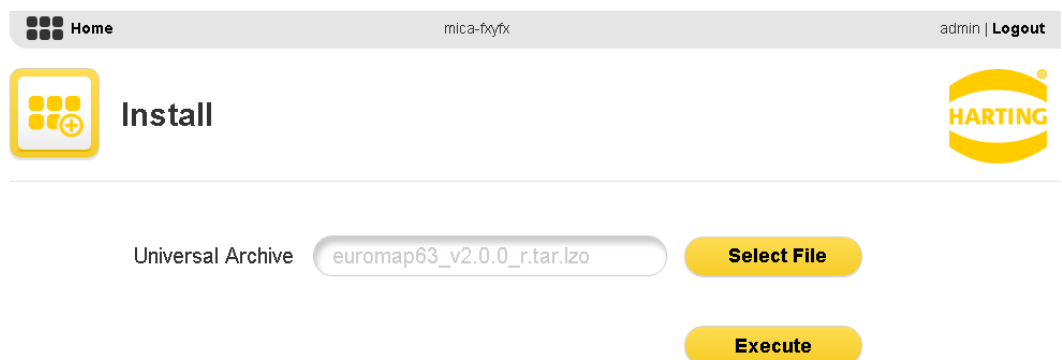 Home mica-fxyfx admin | Logout
Install
HARTING
Universal Archive euromap63_v2.0.0_r.tar.lzo Select File
Execute